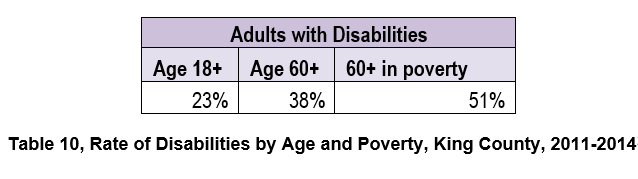 Adults with Disabilities
Age 18+ Age 60+ 60+ in poverty
23% 38% 51%
Table 10, Rate of Disabilities by Age and Poverty, King County, 2011-2014